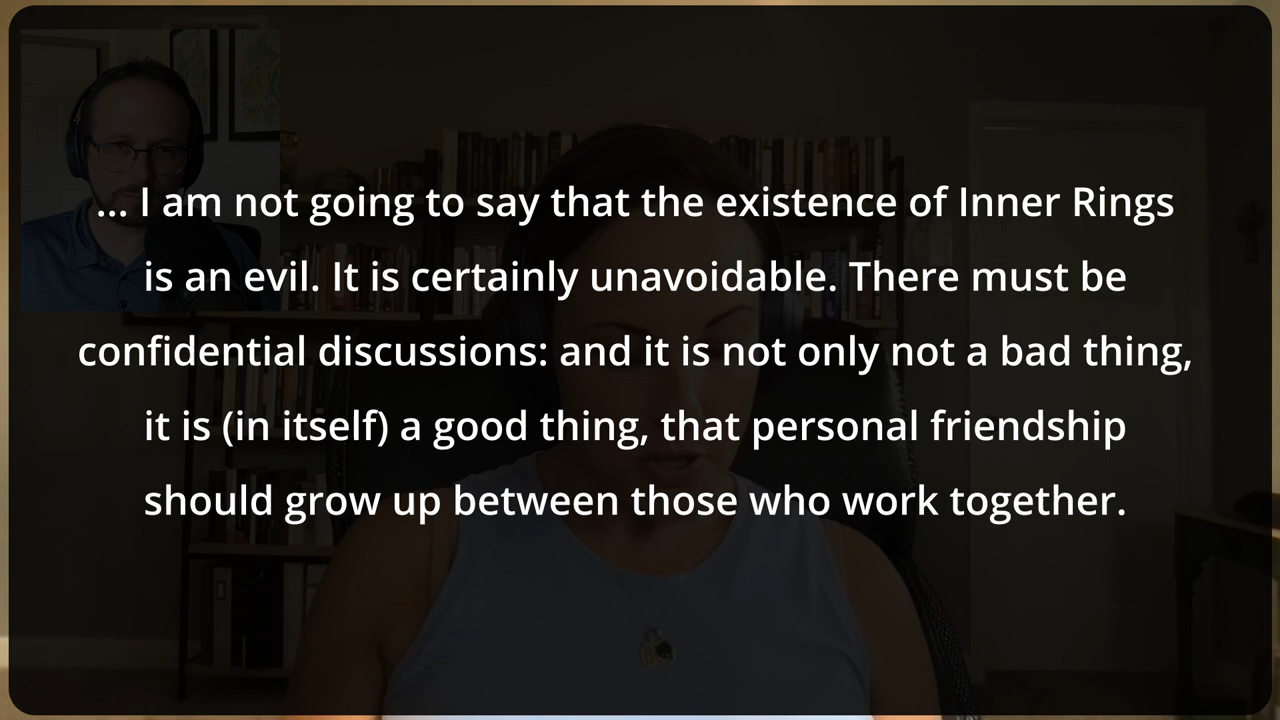 ... I am not going to say that the existence of Inner Rings
is an evil. It is certainly unavoidable. There must be
confidential discussions: and it is not only not a bad thing,
it is (in itself) a good thing, that personal friendship
should grow up between those who work together.